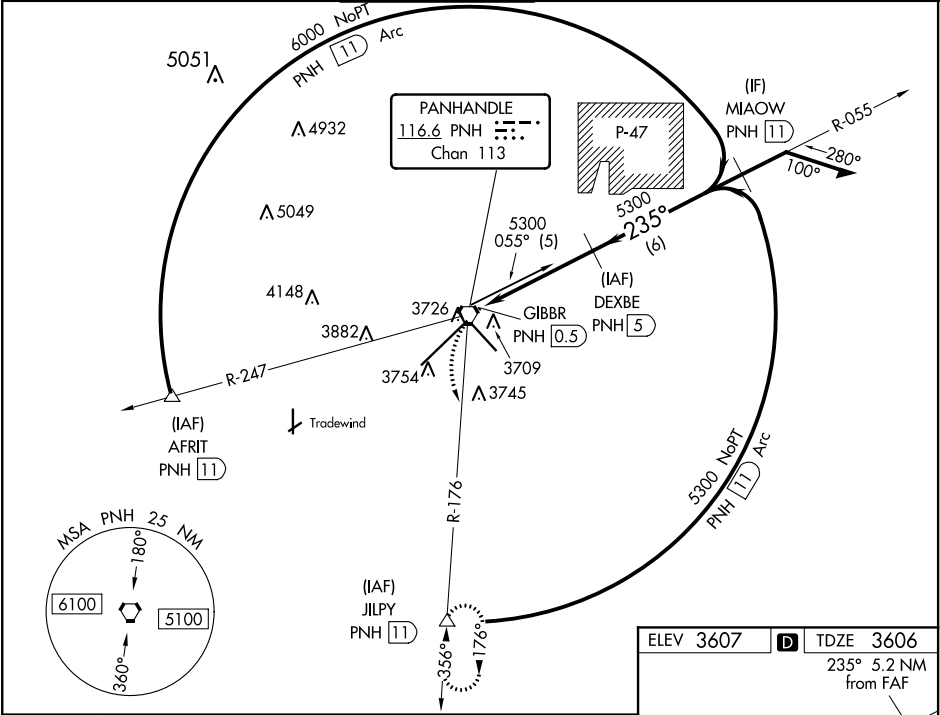 6000 NoPT
PNH 11 Arc
5051
4932
5049
4148
3882
3726
3754
3709
3745
PANHANDLE
116.6 PNH
Chan 113
P-47
(IF)
MIAOW
PNH 11
R-055
280°
100°
5300
235°
(6)
5300
055° (5)
(IAF)
DEXBE
PNH 5
GIBBR
PNH 0.5
R-247
(IAF)
AFRIT
PNH 11
Tradewind
R-176
5300 NoPT
PNH 11 Arc
MSA PNH 25 NM
180°
6100
5100
360°
(IAF)
JILPY
PNH 11
356°
176°
ELEV 3607 D TDZE 3606
235° 5.2 NM
from FAF